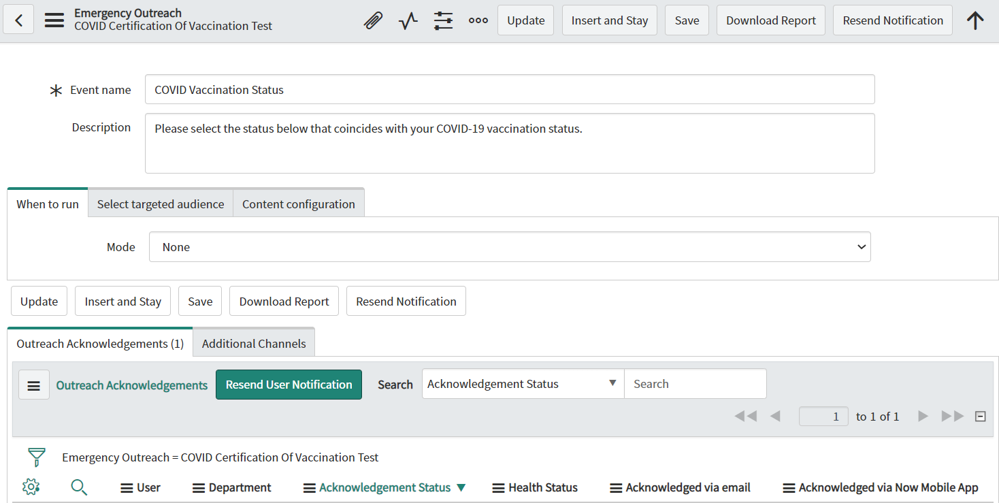 Emergency Outreach
COVID Certification Of Vaccination Test
Update
Insert and Stay
Save
Download Report
Resend Notification
Event name
COVID Vaccination Status
Description
Please select the status below that coincides with your COVID-19 vaccination status.
When to run
Select targeted audience
Content configuration
Mode
None
Update
Insert and Stay
Save
Download Report
Resend Notification
Outreach Acknowledgements (1)
Additional Channels
Outreach Acknowledgements
Resend User Notification
Search
Acknowledgement Status
Search
1 to 1 of 1
Emergency Outreach = COVID Certification Of Vaccination Test
User
Department
Acknowledgement Status
Health Status
Acknowledged via email
Acknowledged via Now Mobile App